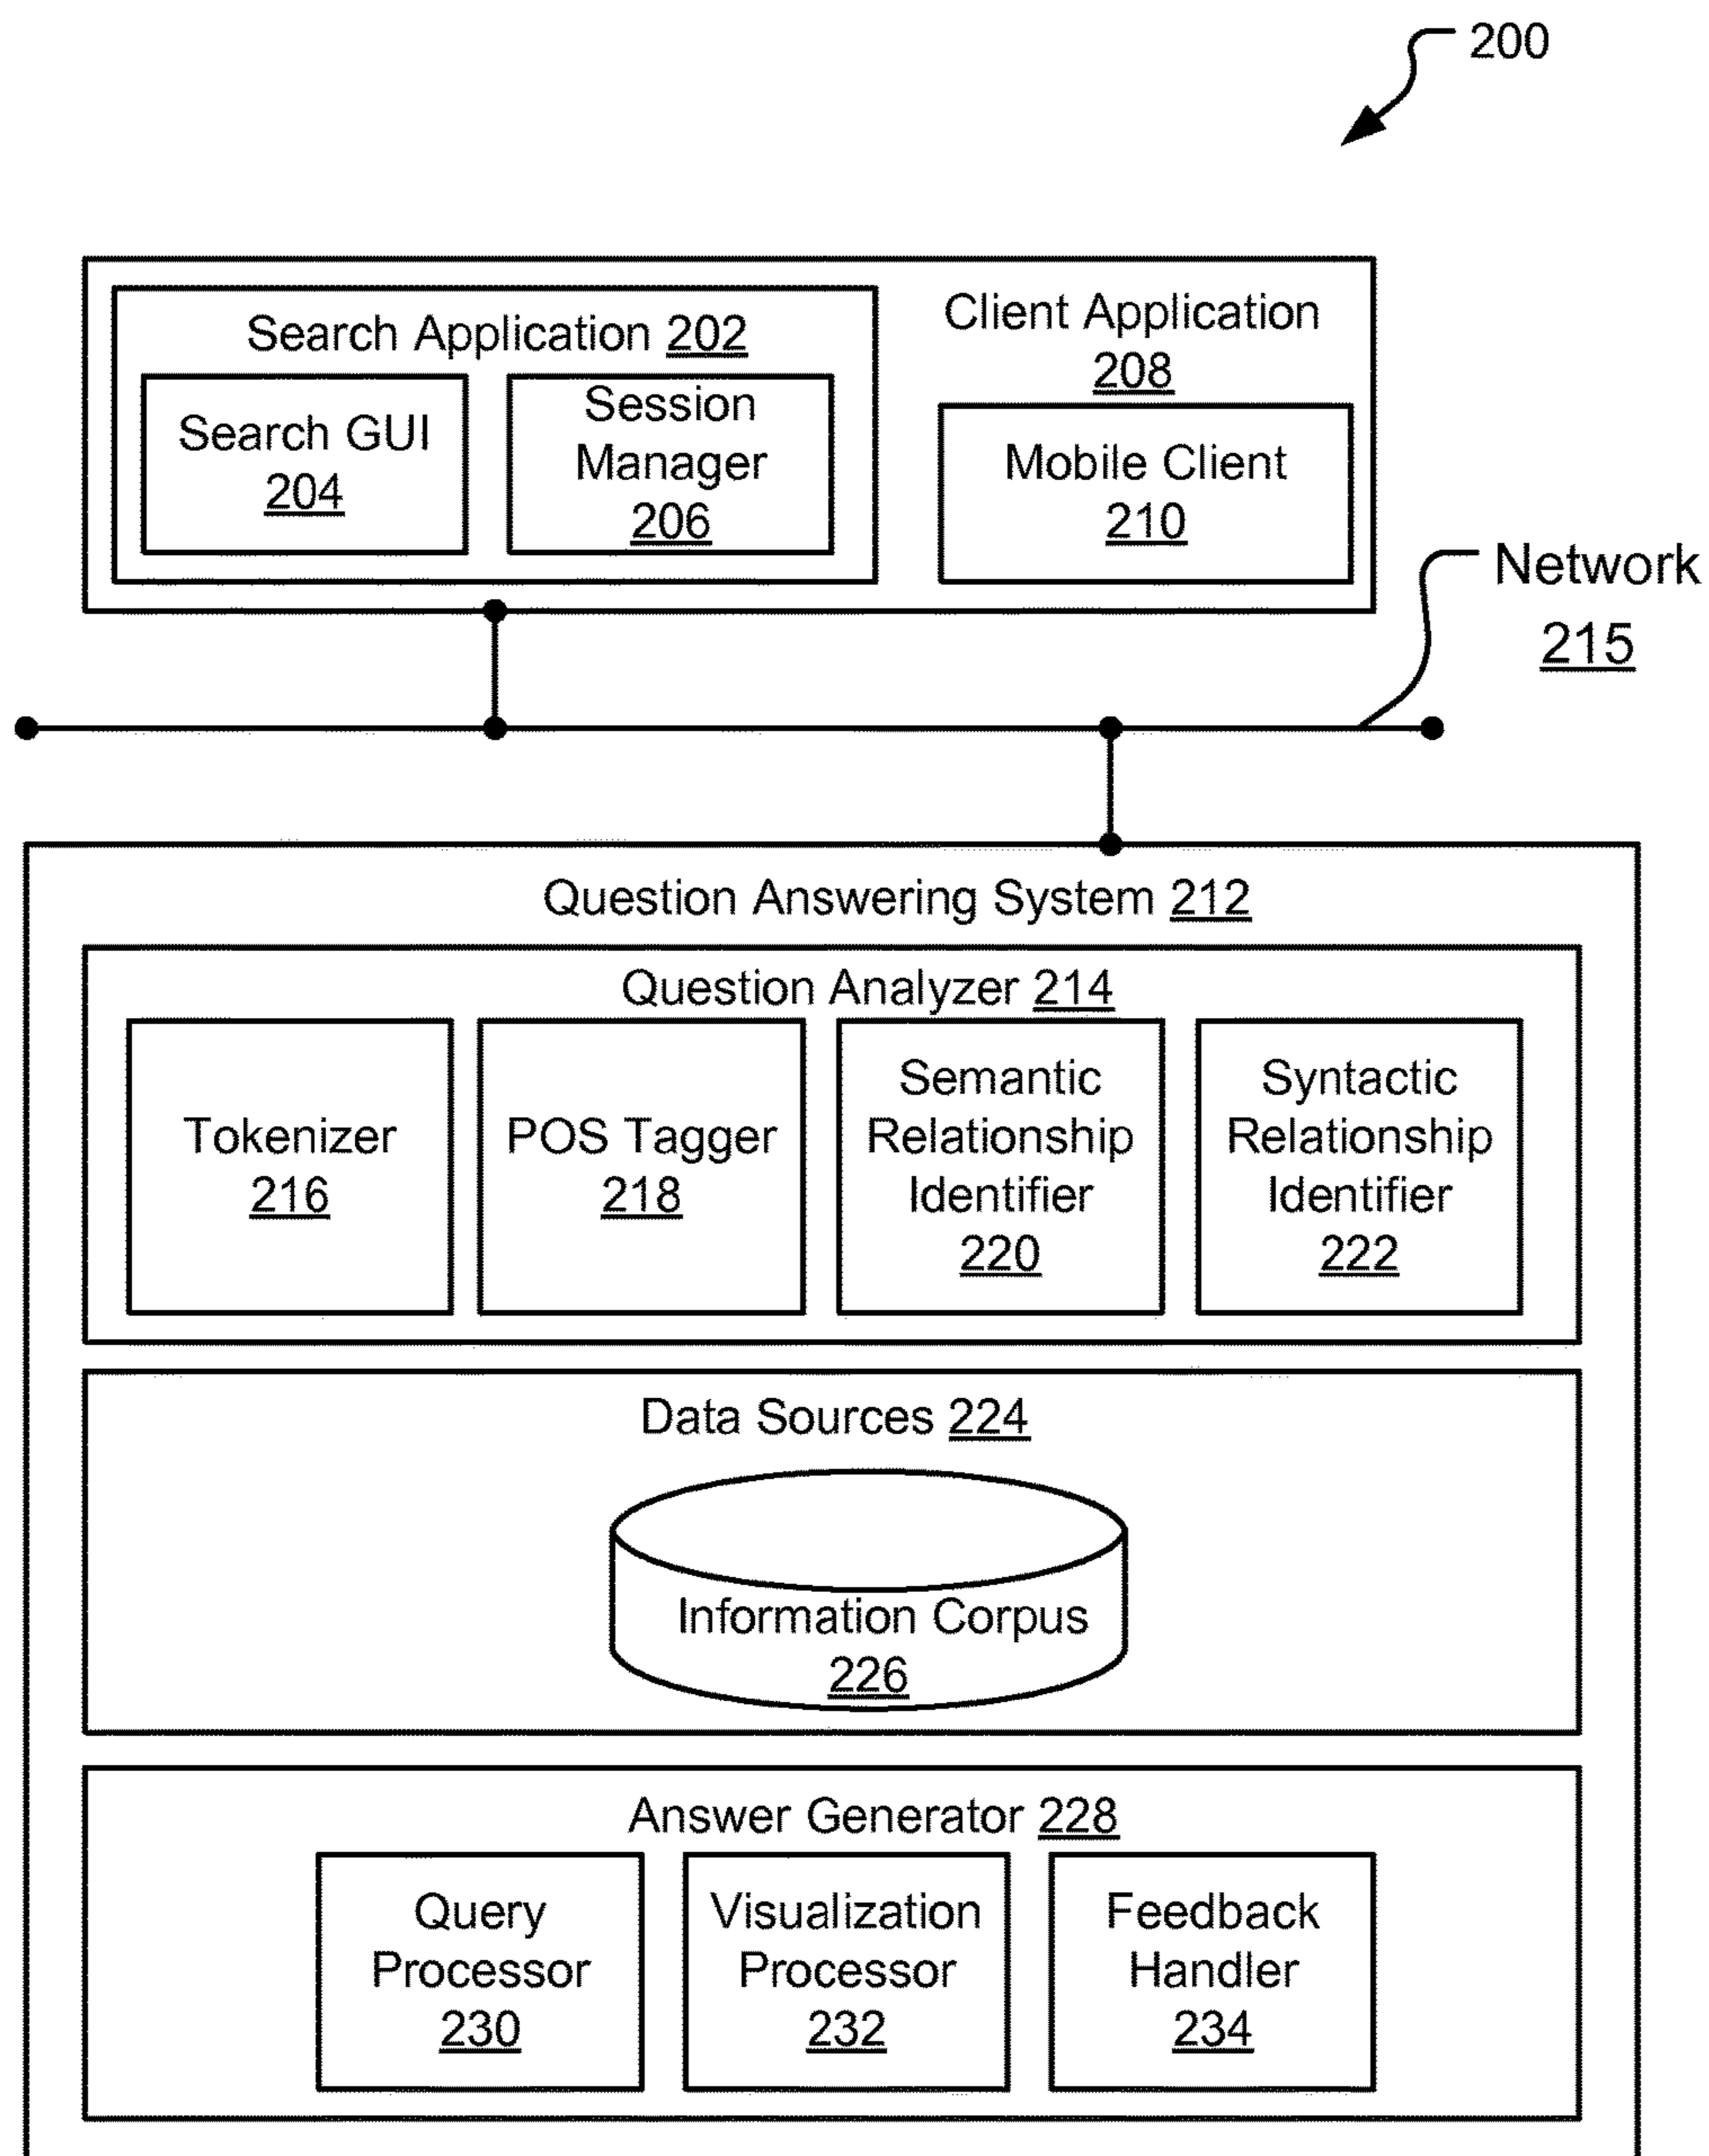 200
Search Application 202
Client Application
208
Search GUI
204
Session
Manager
206
Mobile Client
210
Network
215
Question Answering System 212
Question Analyzer 214
Tokenizer
216
POS Tagger
218
Semantic
Relationship
Identifier
220
Syntactic
Relationship
Identifier
222
Data Sources 224
Information Corpus
226
Answer Generator 228
Query
Processor
230
Visualization
Processor
232
Feedback
Handler
234